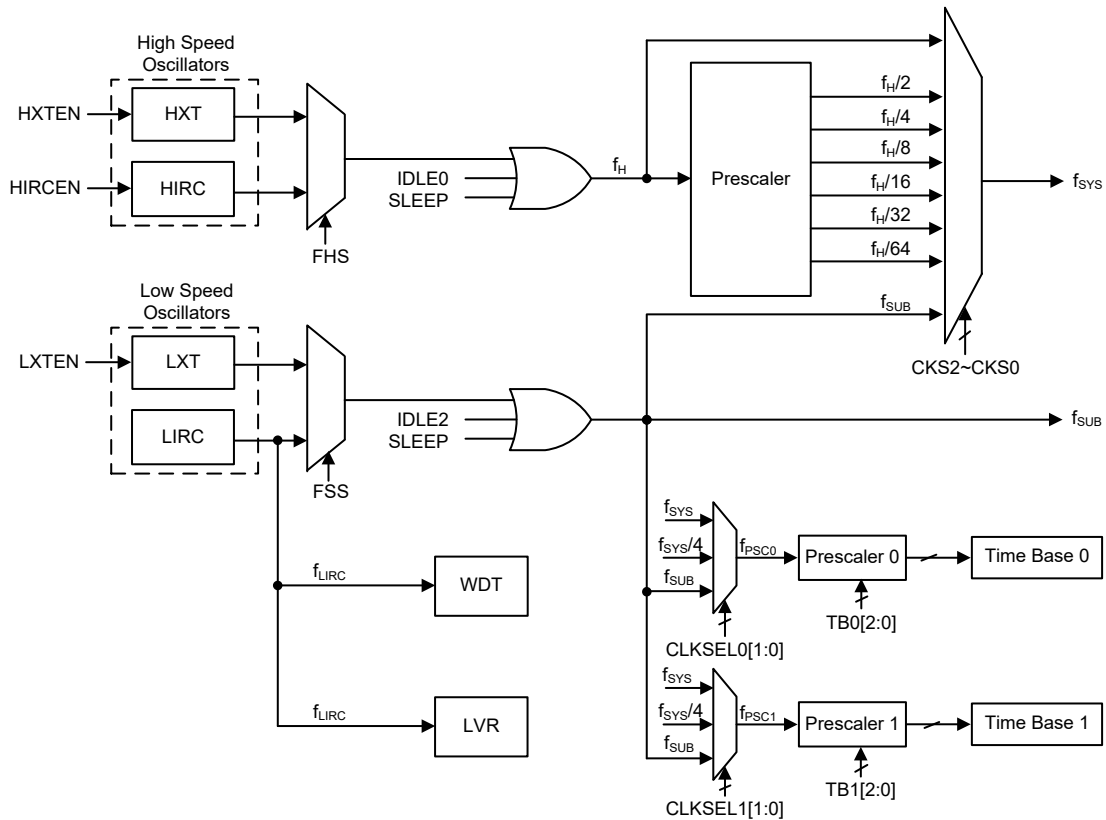 High Speed
Oscillators
HXTEN
HXT
HIRCEN
HIRC
FHS
IDLE0
SLEEP
fH
Prescaler
fH/2
fH/4
fH/8
fH/16
fH/32
fH/64
fSUB
CKS2~CKS0
fSYS
Low Speed
Oscillators
LXTEN
LXT
LIRC
FSS
IDLE2
SLEEP
fSUB
fLIRC
WDT
fLIRC
LVR
fSYS
fSYS/4
fSUB
fPSC0
CLKSEL0[1:0]
Prescaler 0
TB0[2:0]
Time Base 0
fSYS
fSYS/4
fSUB
fPSC1
CLKSEL1[1:0]
Prescaler 1
TB1[2:0]
Time Base 1